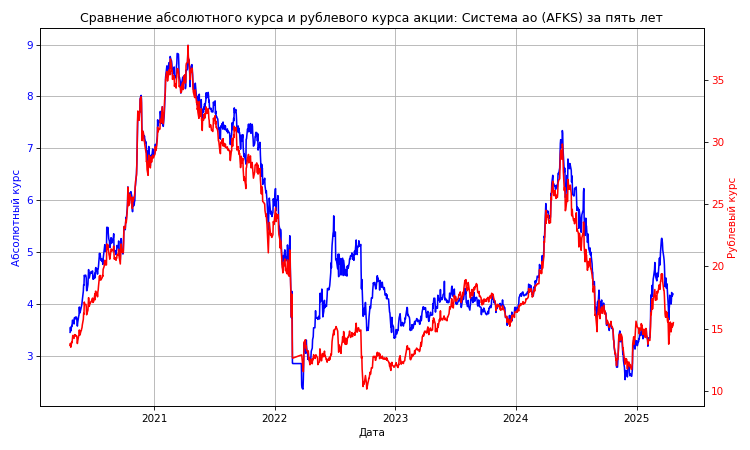 Сравнение абсолютного курса и рублевого курса акции: Система ао (AFKS) за пять лет
9
8
7
6
5
4
3
Абсолютный курс
35
30
25
20
15
10
Рублевый курс
2021 2022 2023 2024 2025
Дата